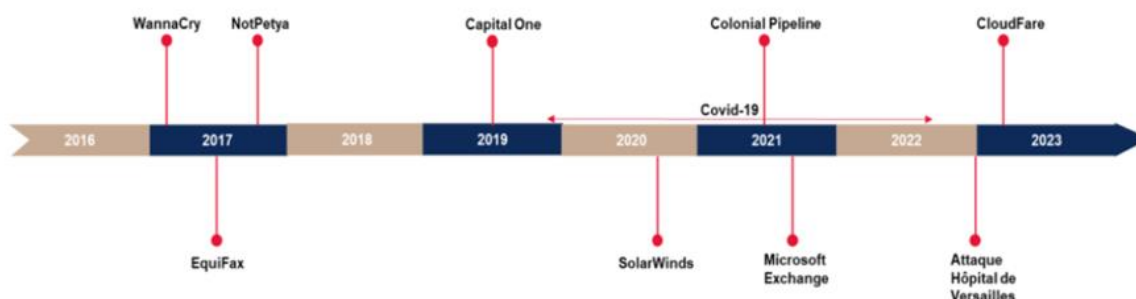 WannaCry
NotPetya
Capital One
Colonial Pipeline
CloudFare
Covid-19
2016
2017
2018
2019
2020
2021
2022
2023
EquiFax
SolarWinds
Microsoft
Exchange
Attaque
Hôpital de
Versailles